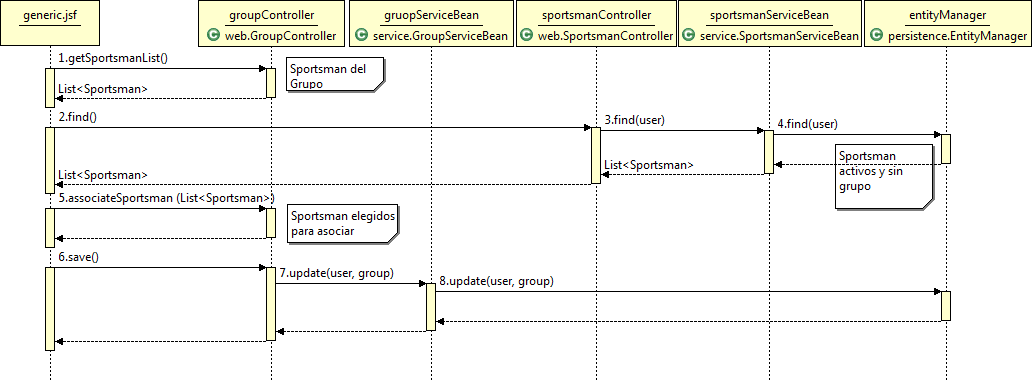 generic.jsf
groupController
web.GroupController
gruopServiceBean
service.GroupServiceBean
sportsmanController
web.SportsmanController
sportsmanServiceBean
service.SportsmanServiceBean
entityManager
persistence.EntityManager
1.getSportsmanList()
Sportsman del
Grupo
List<Sportsman>
2.find()
3.find(user)
4.find(user)
Sportsman
activos y sin
grupo
List<Sportsman>
List<Sportsman>
5.associateSportsman (List<Sportsman>)
Sportsman elegidos
para asociar
6.save()
7.update(user, group)
8.update(user, group)